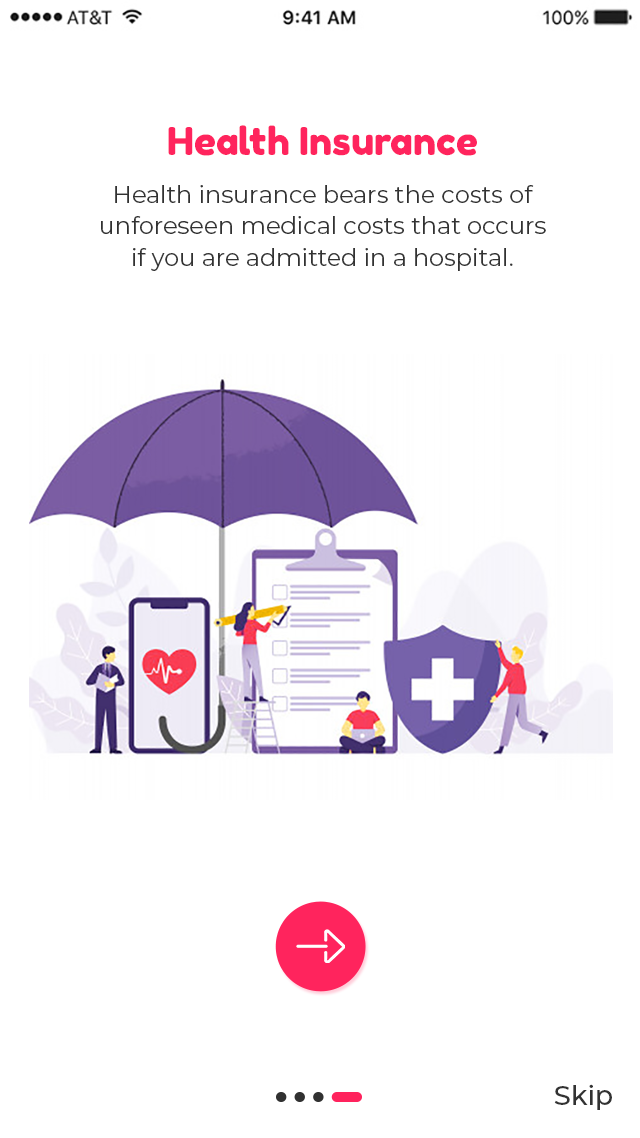 AT&T 9:41 AM 100%
Health Insurance
Health insurance bears the costs of
unforeseen medical costs that occurs
if you are admitted in a hospital.
Skip